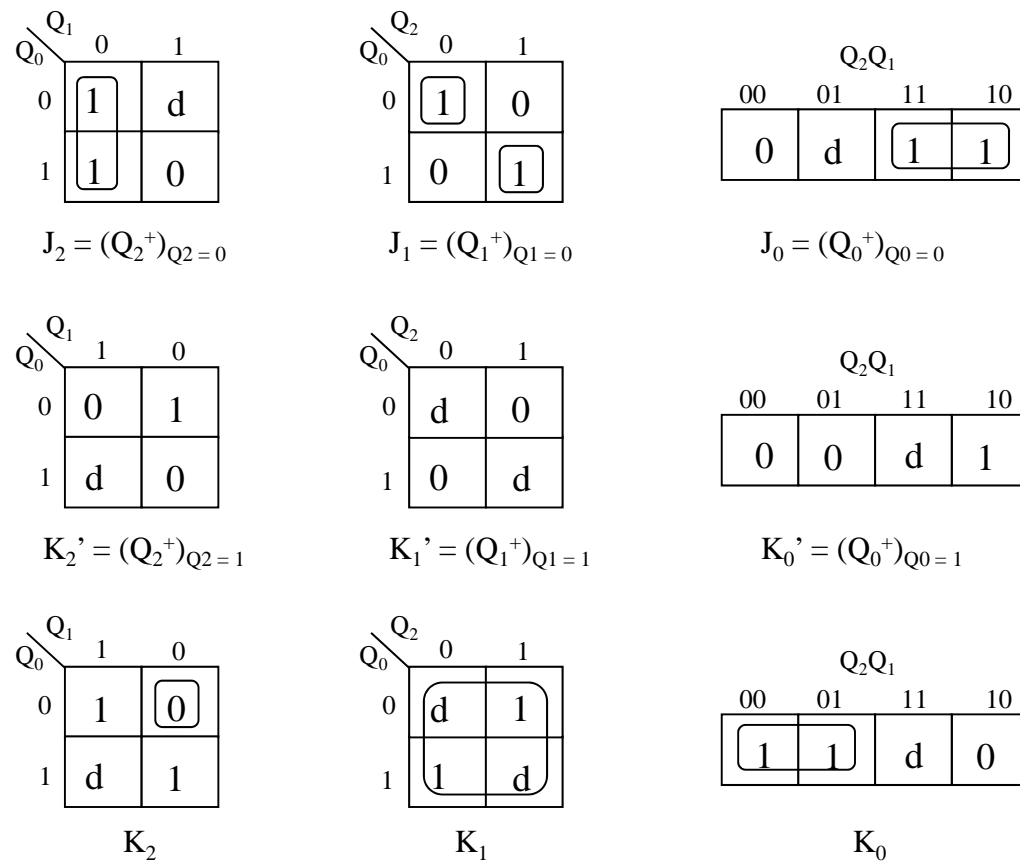 Q₁ Q₂
Q₀ 0 1 Q₀ 0 1 Q₂Q₁
00 01 11 10
0 1 d 0 1 0
0 d 1 1
1 1 0 1 0 1
J₂ = (Q₂⁺)Q2 = 0 J₁ = (Q₁⁺)Q1 = 0 J₀ = (Q₀⁺)Q0 = 0
Q₁ Q₂
Q₀ 1 0 Q₀ 0 1 Q₂Q₁
00 01 11 10
0 0 1 0 d 0
0 0 d 1
1 d 0 1 0 d
K₂’ = (Q₂⁺)Q2 = 1 K₁’ = (Q₁⁺)Q1 = 1 K₀’ = (Q₀⁺)Q0 = 1
Q₁ Q₂
Q₀ 1 0 Q₀ 0 1 Q₂Q₁
00 01 11 10
0 1 0 0 d 1
1 1 d 0
1 d 1 1 1 d
K₂ K₁ K₀